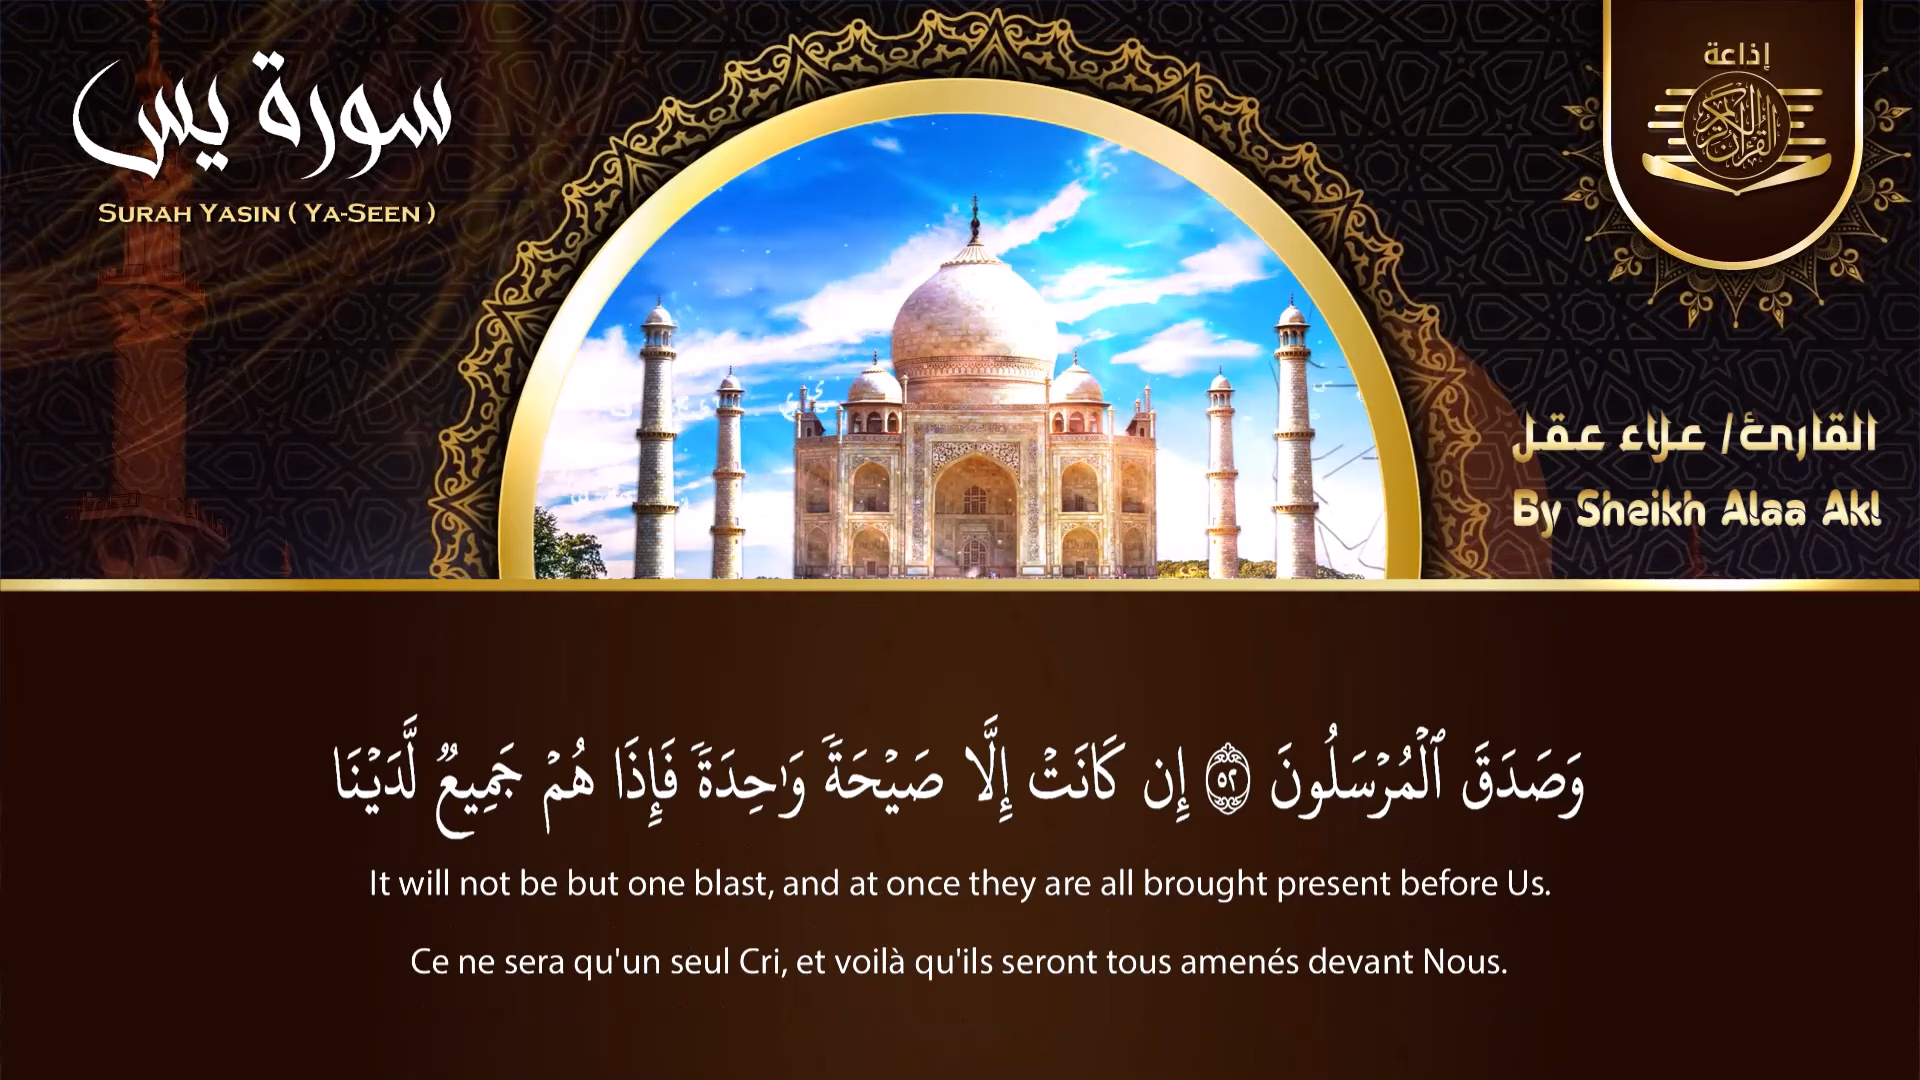 سورة يس
SURAH YASIN ( YA-SEEN )
إذاعة
القرآن الكريم
القارئ/ علاء عقل
By Sheikh Alaa Akl
وَصَدَقَ ٱلْمُرْسَلُونَ ۝٥٢ إِن كَانَتْ إِلَّا صَيْحَةً وَٰحِدَةً فَإِذَا هُمْ جَمِيعٌ لَّدَيْنَا
It will not be but one blast, and at once they are all brought present before Us.
Ce ne sera qu'un seul Cri, et voilà qu'ils seront tous amenés devant Nous.